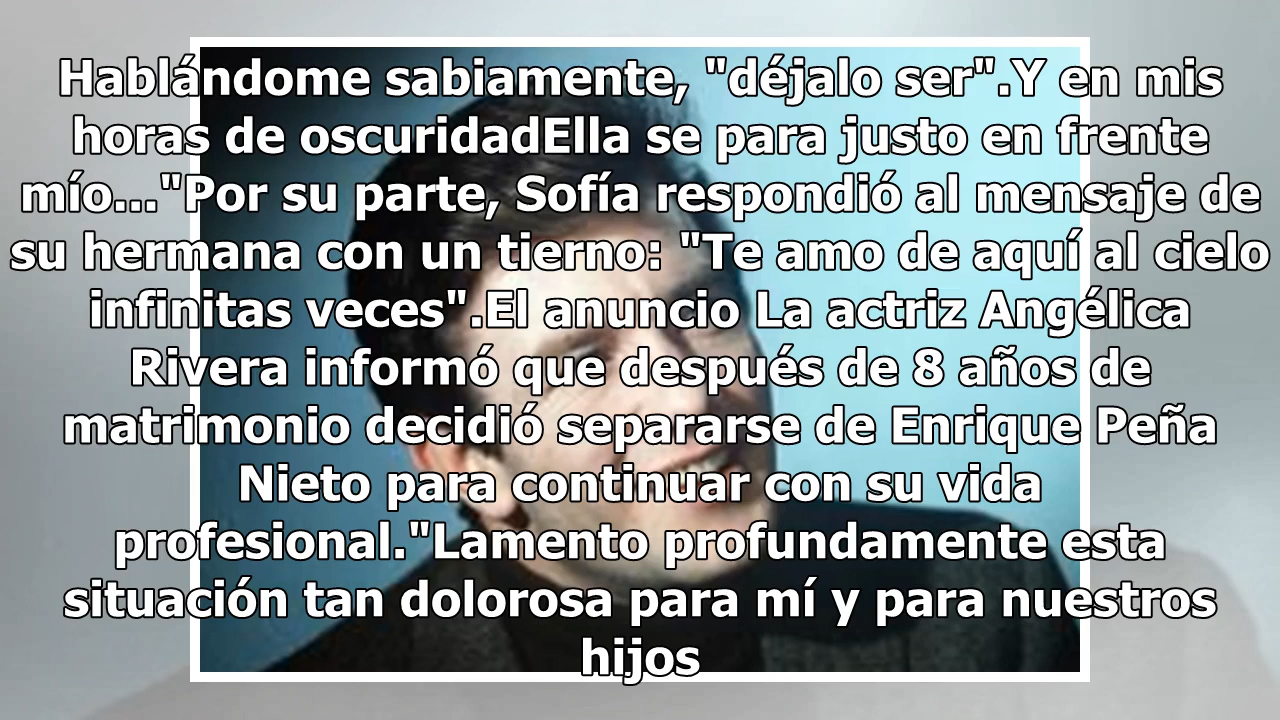 Hablándome sabiamente, "déjalo ser".Y en mis
horas de oscuridadElla se para justo en frente
mío..."Por su parte, Sofía respondió al mensaje de
su hermana con un tierno: "Te amo de aquí al cielo
infinitas veces".El anuncio La actriz Angélica
Rivera informó que después de 8 años de
matrimonio decidió separarse de Enrique Peña
Nieto para continuar con su vida
profesional."Lamento profundamente esta
situación tan dolorosa para mí y para nuestros
hijos